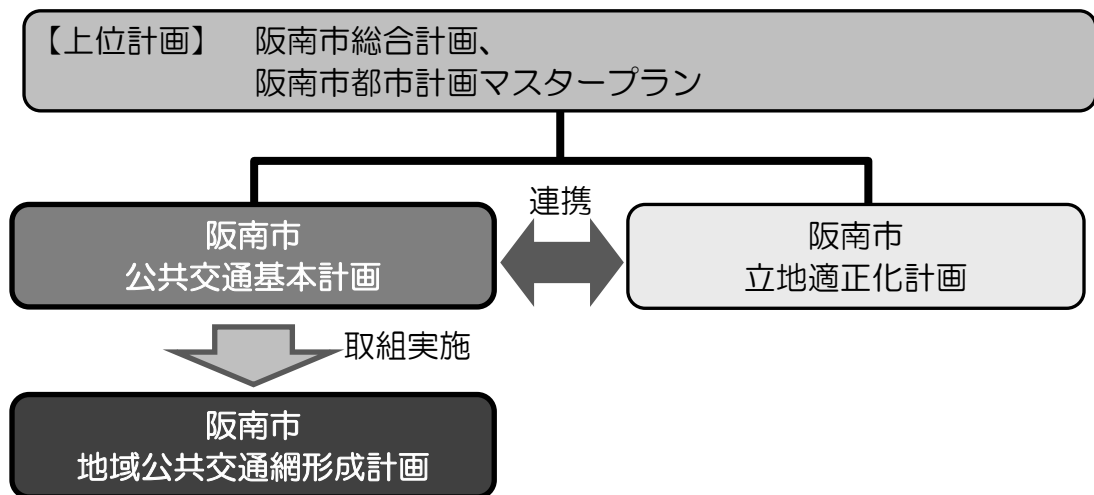 【上位計画】 阪南市総合計画、
阪南市都市計画マスタープラン
連携
阪南市
公共交通基本計画
阪南市
立地適正化計画
取組実施
阪南市
地域公共交通網形成計画